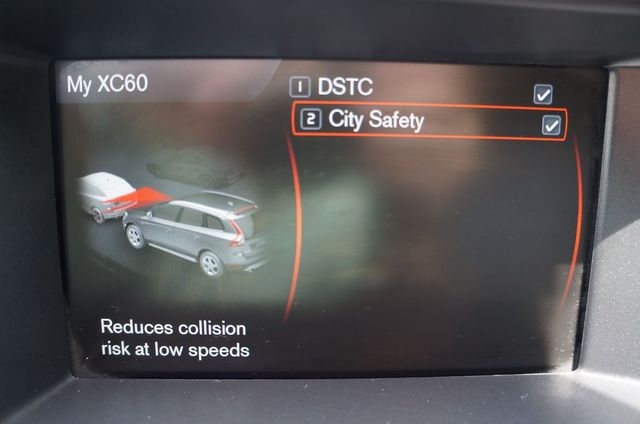 My XC60
1 DSTC
2 City Safety
Reduces collision
risk at low speeds